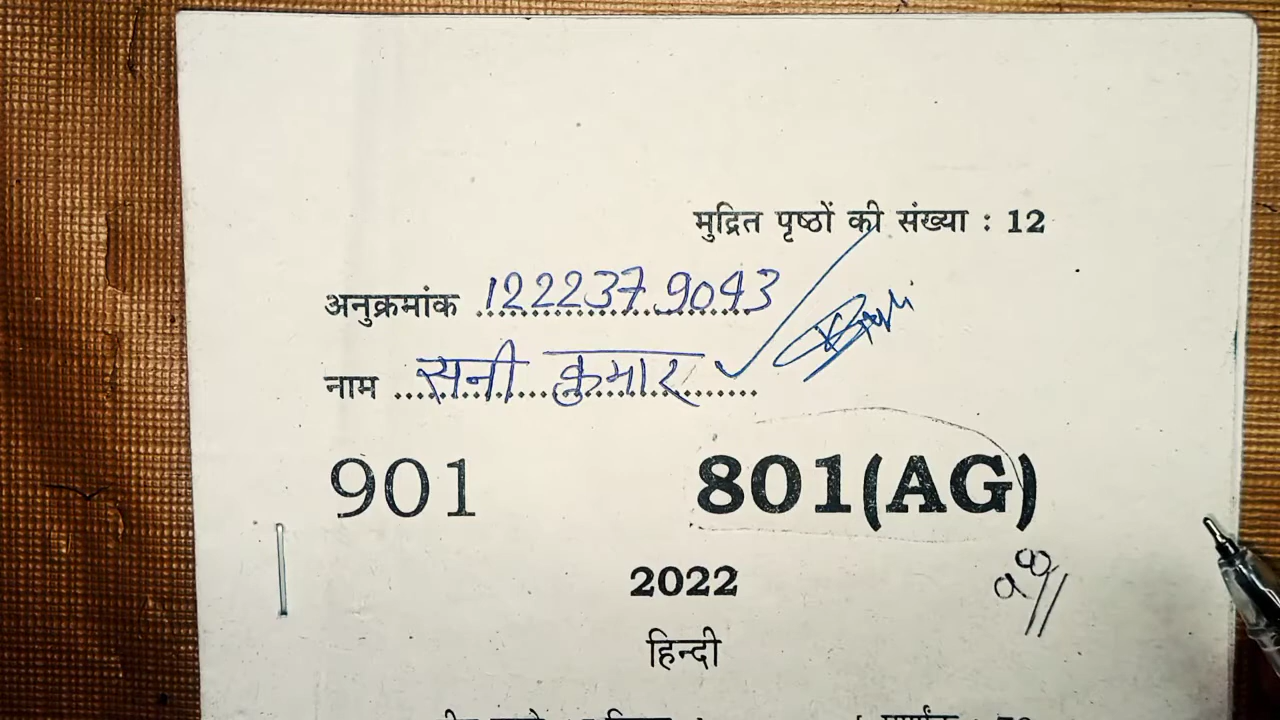 मुद्रित पृष्ठों की संख्या : 12
अनुक्रमांक 1222379043
नाम सनी कुमार
901 801(AG)
2022
हिन्दी